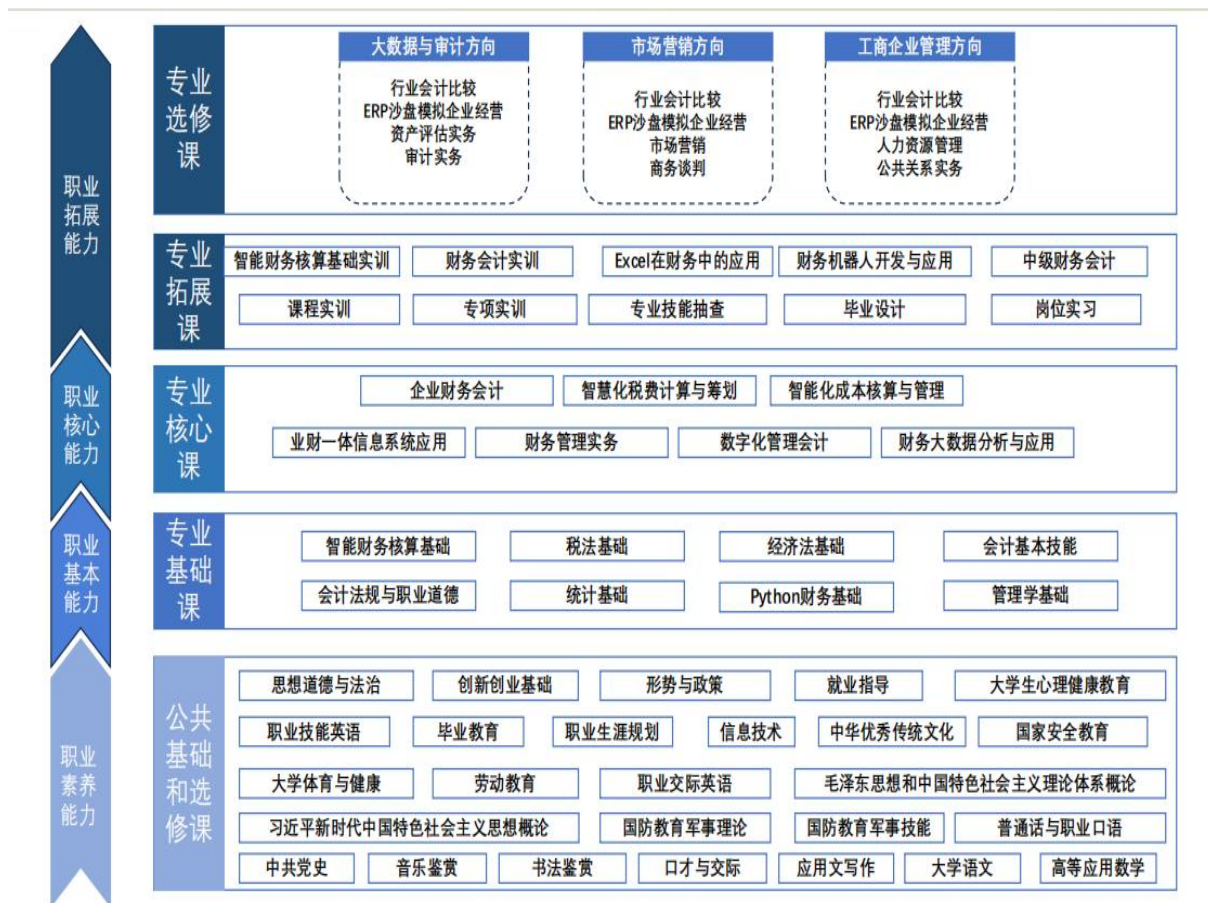 职业
拓展
能力
专业
选修
课
大数据与审计方向
行业会计比较
ERP沙盘模拟企业经营
资产评估实务
审计实务
市场营销方向
行业会计比较
ERP沙盘模拟企业经营
市场营销
商务谈判
工商企业管理方向
行业会计比较
ERP沙盘模拟企业经营
人力资源管理
公共关系实务
专业
拓展
课
智能财务核算基础实训 财务会计实训 Excel在财务中的应用 财务机器人开发与应用 中级财务会计
课程实训 专项实训 专业技能抽查 毕业设计 岗位实习
职业
核心
能力
专业
核心
课
企业财务会计 智慧化税费计算与筹划 智能化成本核算与管理
业财一体信息系统应用 财务管理实务 数字化管理会计 财务大数据分析与应用
职业
基本
能力
专业
基础
课
智能财务核算基础 税法基础 经济法基础 会计基本技能
会计法规与职业道德 统计基础 Python财务基础 管理学基础
职业
素养
能力
公共
基础
和选
修课
思想道德与法治 创新创业基础 形势与政策 就业指导 大学生心理健康教育
职业技能英语 毕业教育 职业生涯规划 信息技术 中华优秀传统文化 国家安全教育
大学体育与健康 劳动教育 职业交际英语 毛泽东思想和中国特色社会主义理论体系概论
习近平新时代中国特色社会主义思想概论 国防教育军事理论 国防教育军事技能 普通话与职业口语
中共党史 音乐鉴赏 书法鉴赏 口才与交际 应用文写作 大学语文 高等应用数学